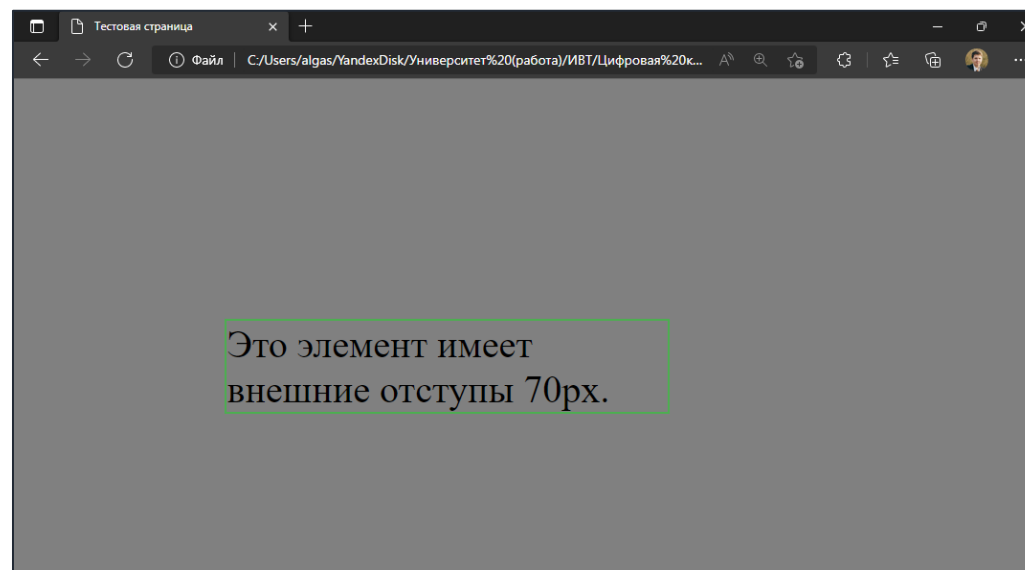 Тестовая страница
Файл C:/Users/algas/YandexDisk/Университет%20(работа)/ИВТ/Цифровая%20к...
Это элемент имеет
внешние отступы 70px.